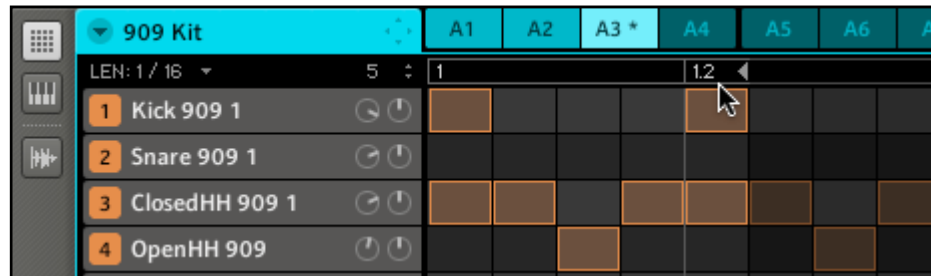 909 Kit A1 A2 A3 * A4 A5 A6
LEN: 1 / 16 5 1 1.2
1 Kick 909 1
2 Snare 909 1
3 ClosedHH 909 1
4 OpenHH 909